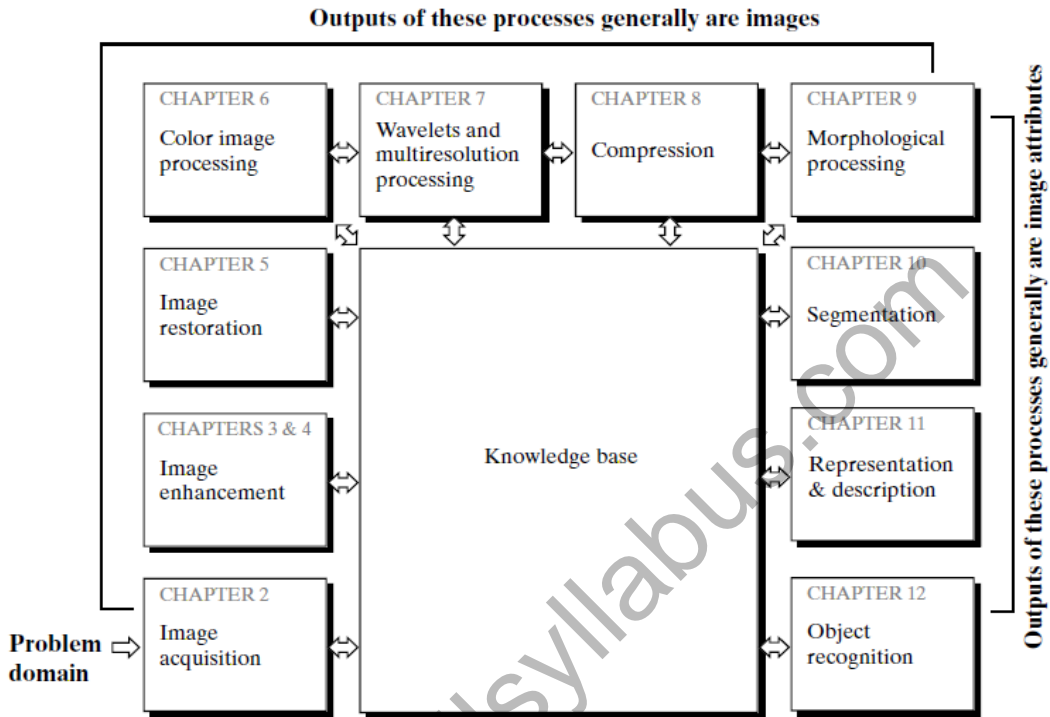 Outputs of these processes generally are images
CHAPTER 6
Color image
processing
CHAPTER 7
Wavelets and
multiresolution
processing
CHAPTER 8
Compression
CHAPTER 9
Morphological
processing
CHAPTER 5
Image
restoration
CHAPTER 10
Segmentation
CHAPTERS 3 & 4
Image
enhancement
Knowledge base
CHAPTER 11
Representation
& description
CHAPTER 2
Image
acquisition
CHAPTER 12
Object
recognition
Problem
domain
Outputs of these processes generally are image attributes
llsyllabus.com